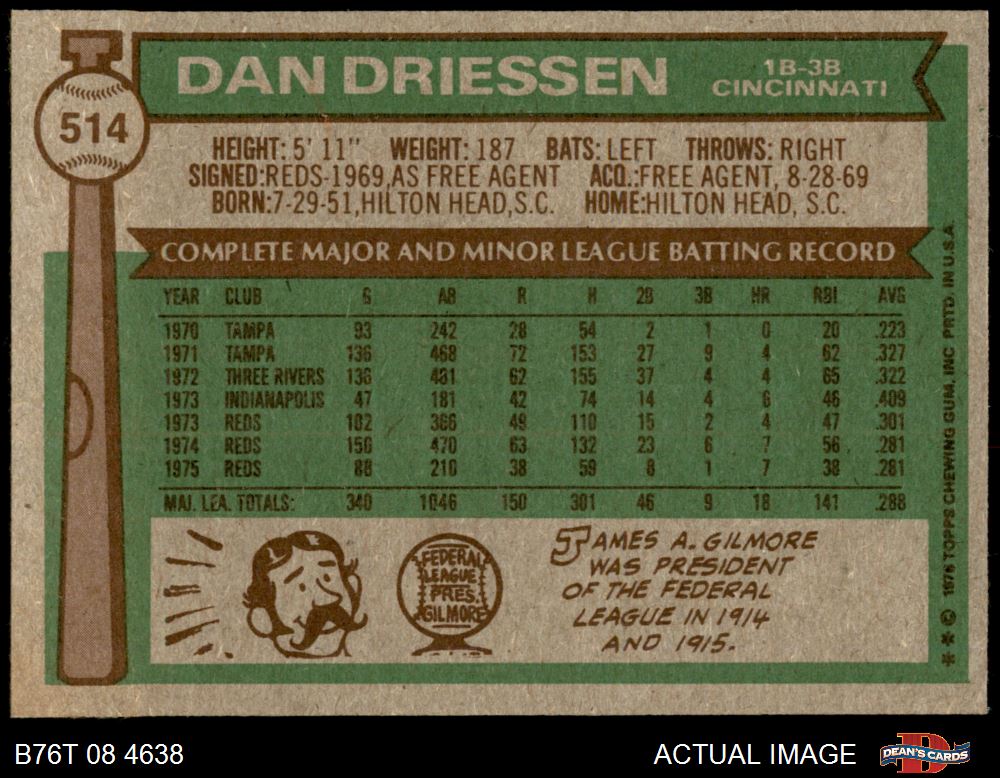 DAN DRIESSEN
1B-3B
CINCINNATI
514
HEIGHT: 5' 11" WEIGHT: 187 BATS: LEFT THROWS: RIGHT
SIGNED:REDS-1969,AS FREE AGENT ACQ.:FREE AGENT, 8-28-69
BORN:7-29-51,HILTON HEAD,S.C. HOME:HILTON HEAD, S.C.
COMPLETE MAJOR AND MINOR LEAGUE BATTING RECORD
YEAR CLUB G AB R H 2B 3B HR RBI AVG
1970 TAMPA 93 242 28 54 2 1 0 20 .223
1971 TAMPA 136 468 72 153 27 9 4 62 .327
1972 THREE RIVERS 136 481 62 155 37 4 4 65 .322
1973 INDIANAPOLIS 47 181 42 74 14 4 6 46 .409
1973 REDS 102 366 49 110 15 2 4 47 .301
1974 REDS 150 470 63 132 23 6 7 56 .281
1975 REDS 88 210 38 59 8 1 7 38 .281
MAJ. LEA. TOTALS: 340 1046 150 301 46 9 18 141 .288
FEDERAL
LEAGUE
PRES.
GILMORE
JAMES A. GILMORE
WAS PRESIDENT
OF THE FEDERAL
LEAGUE IN 1914
AND 1915.
** © 1976 TOPPS CHEWING GUM, INC PRTD. IN U.S.A.
B76T 08 4638
ACTUAL IMAGE
D
DEAN'S CARDS